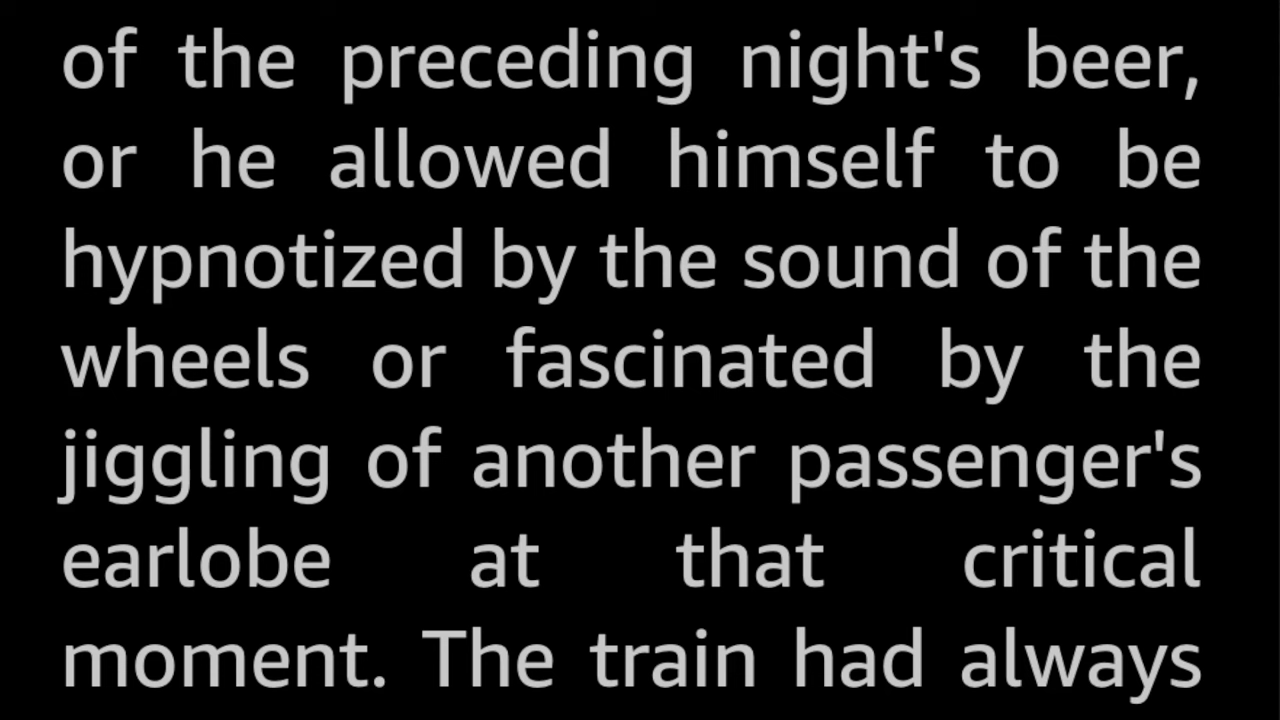 of the preceding night's beer,
or he allowed himself to be
hypnotized by the sound of the
wheels or fascinated by the
jiggling of another passenger's
earlobe at that critical
moment. The train had always